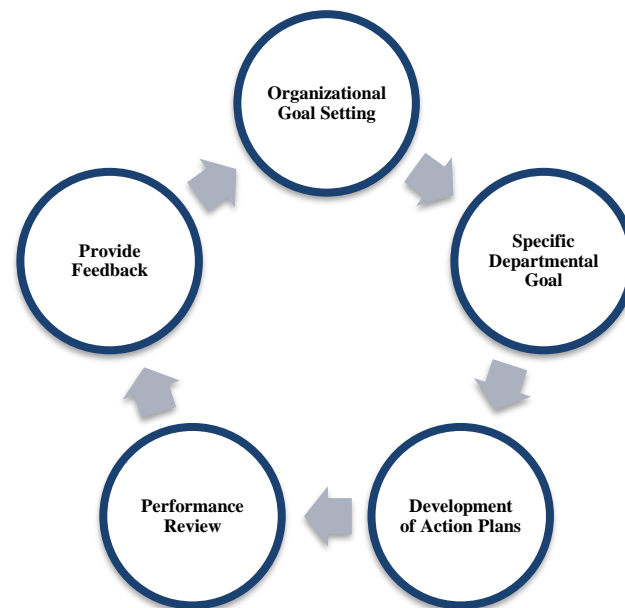 Organizational
Goal Setting
Specific
Departmental
Goal
Development
of Action Plans
Performance
Review
Provide
Feedback